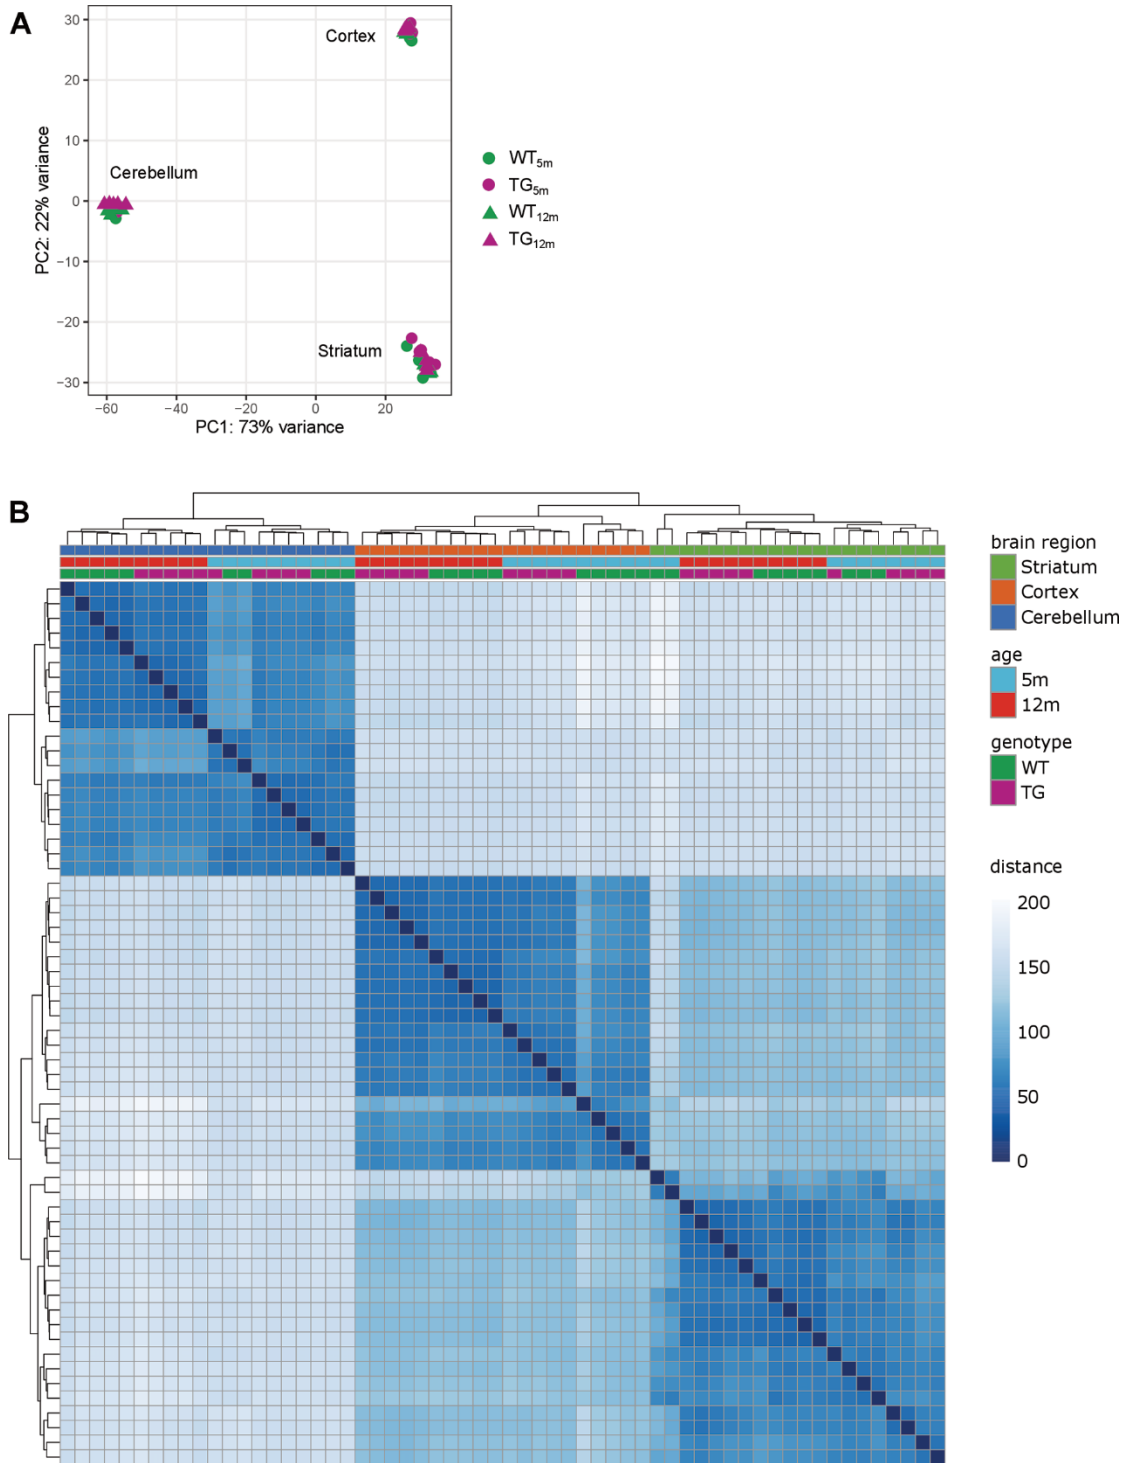 A
30
20
10
0
−10
−20
−30
PC2: 22% variance
Cortex
Cerebellum
Striatum
−60
−40
−20
0
20
PC1: 73% variance
WT5m
TG5m
WT12m
TG12m
B
brain region
Striatum
Cortex
Cerebellum
age
5m
12m
genotype
WT
TG
distance
200
150
100
50
0